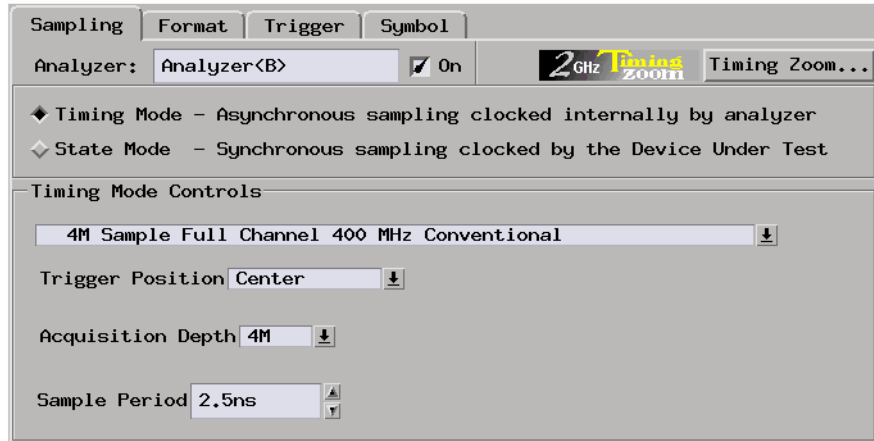 Sampling Format Trigger Symbol
Analyzer: Analyzer<B> On 2 GHz Timing Zoom Timing Zoom...
Timing Mode - Asynchronous sampling clocked internally by analyzer
State Mode - Synchronous sampling clocked by the Device Under Test
Timing Mode Controls
4M Sample Full Channel 400 MHz Conventional
Trigger Position Center
Acquisition Depth 4M
Sample Period 2.5ns